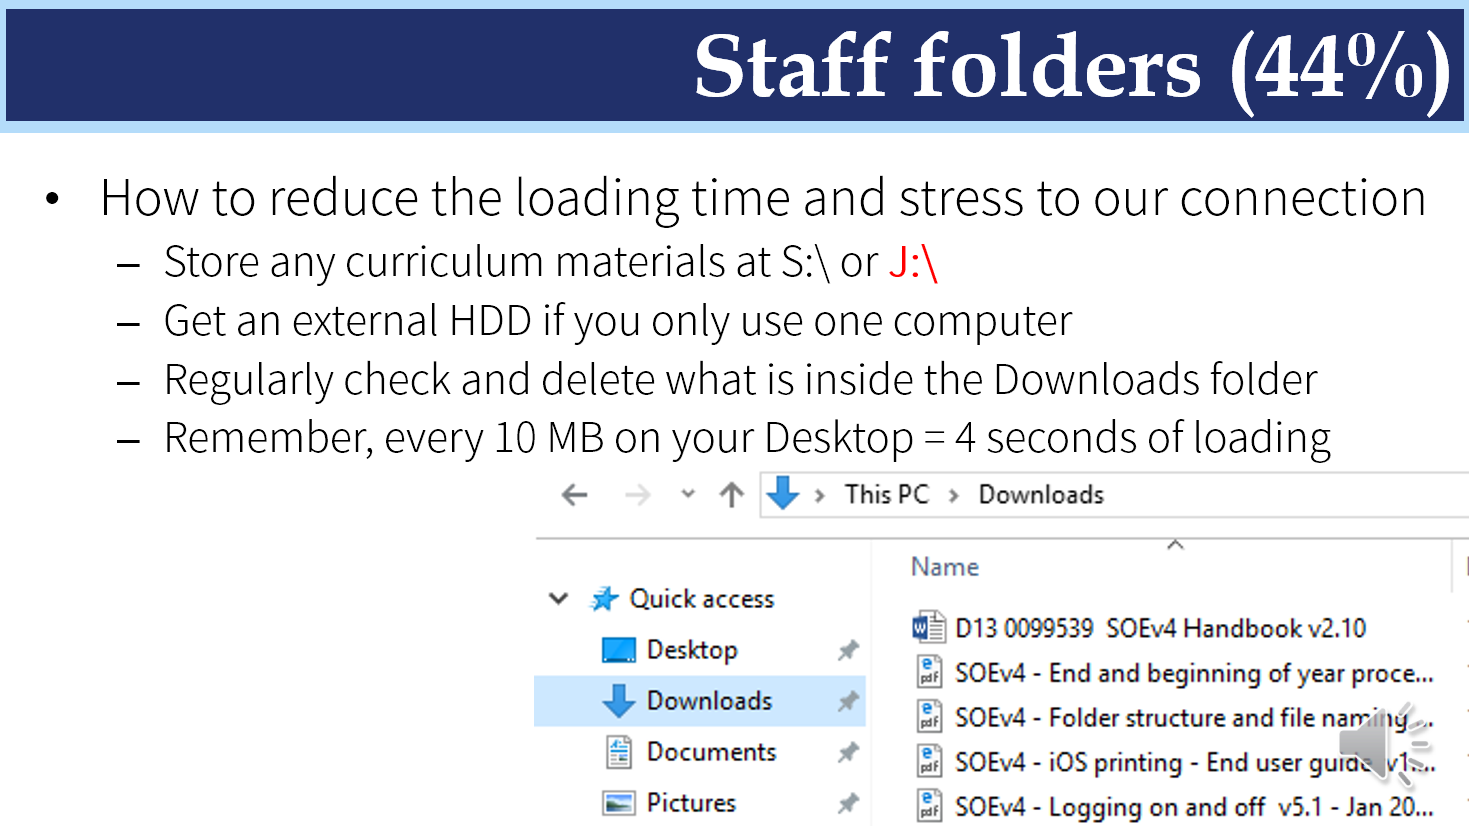 Staff folders (44%)
• How to reduce the loading time and stress to our connection
– Store any curriculum materials at S:\ or J:\
– Get an external HDD if you only use one computer
– Regularly check and delete what is inside the Downloads folder
– Remember, every 10 MB on your Desktop = 4 seconds of loading
This PC > Downloads
Name
Quick access
Desktop
Downloads
Documents
Pictures
D13 0099539 SOEv4 Handbook v2.10
SOEv4 - End and beginning of year proce...
SOEv4 - Folder structure and file naming...
SOEv4 - iOS printing - End user guide v1....
SOEv4 - Logging on and off v5.1 - Jan 20...